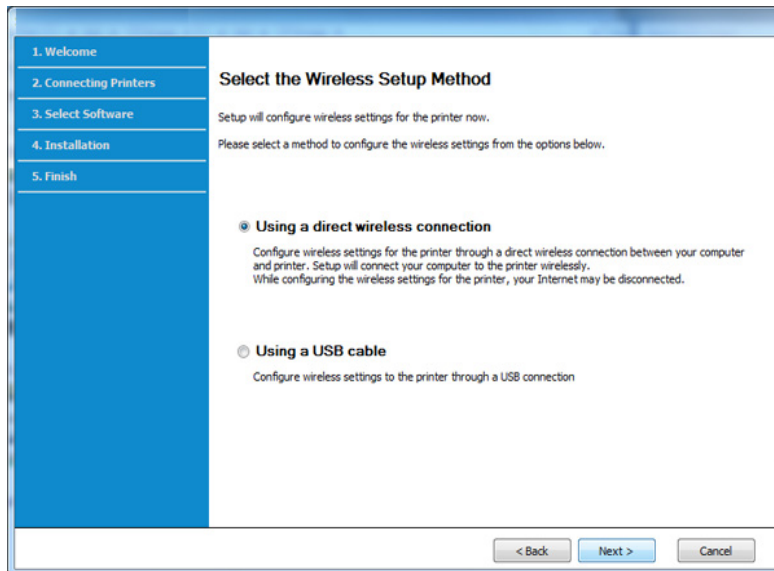 1. Welcome
2. Connecting Printers
3. Select Software
4. Installation
5. Finish
Select the Wireless Setup Method
Setup will configure wireless settings for the printer now.
Please select a method to configure the wireless settings from the options below.
Using a direct wireless connection
Configure wireless settings for the printer through a direct wireless connection between your computer
and printer. Setup will connect your computer to the printer wirelessly.
While configuring the wireless settings for the printer, your Internet may be disconnected.
Using a USB cable
Configure wireless settings to the printer through a USB connection
< Back
Next >
Cancel